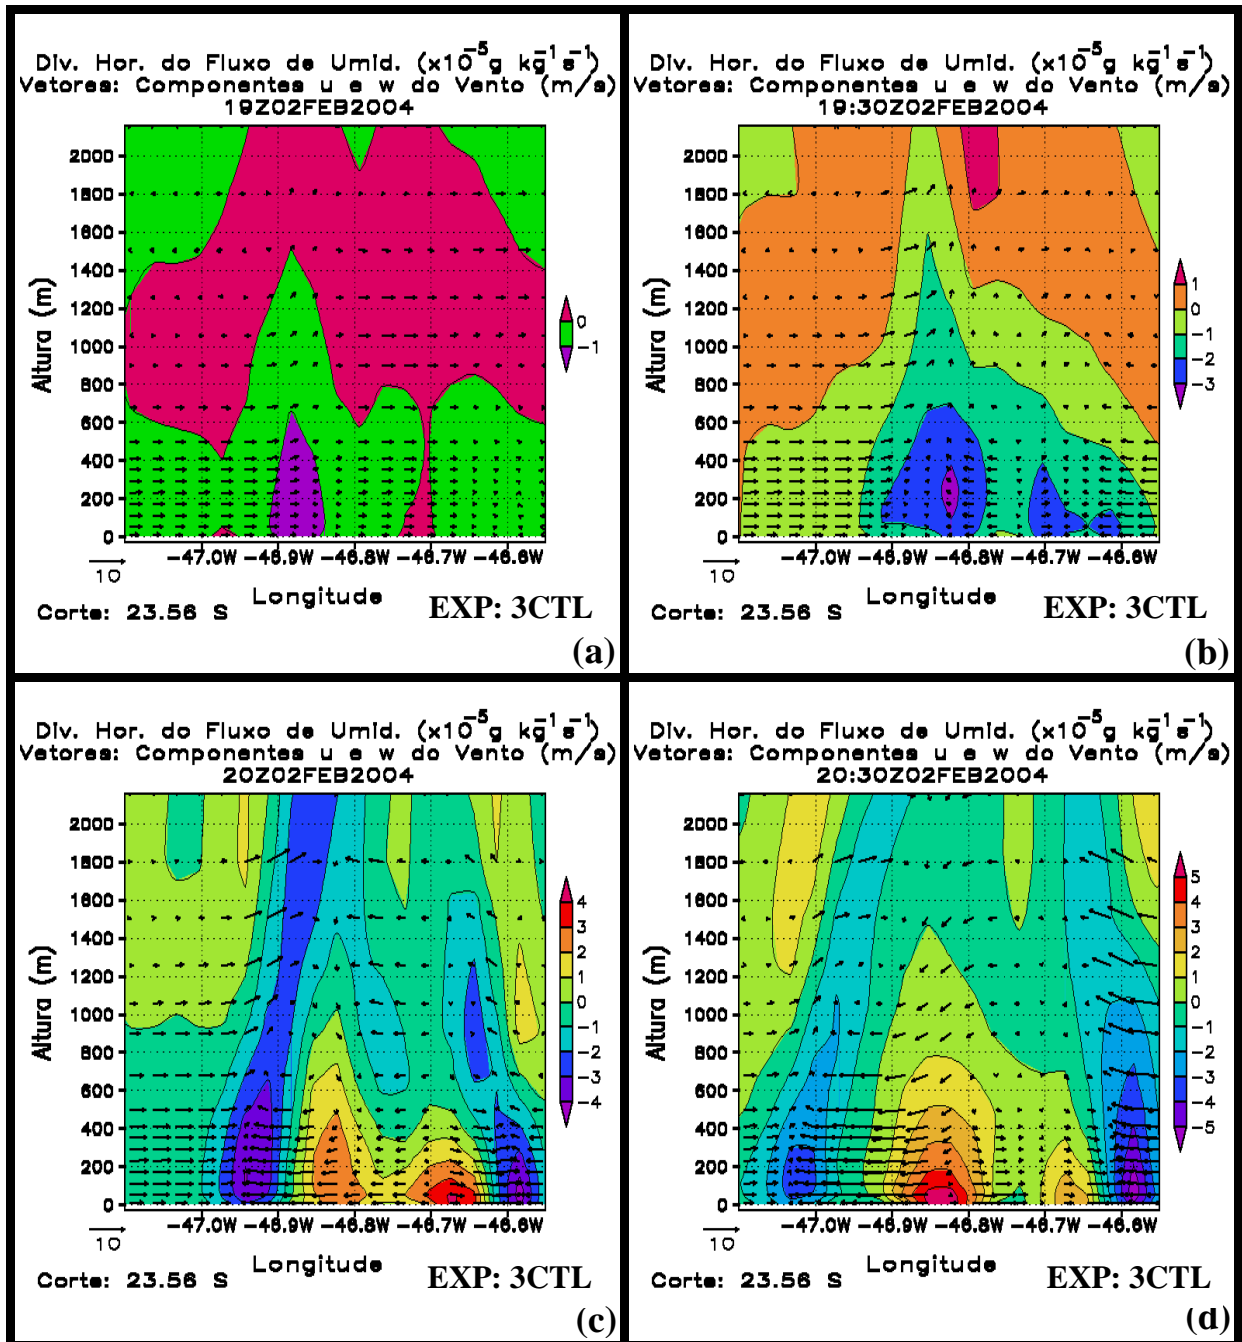 Div. Hor. do Fluxo de Umid. (x10⁻⁵g kg⁻¹s⁻¹)
Vetores: Componentes u e w do Vento (m/s)
19Z02FEB2004
Altura (m)
2000
1800
1600
1400
1200
1000
800
600
400
200
0
0
-1
-47.0W -46.9W -46.8W -46.7W -46.6W
10
Longitude
Corte: 23.56 S
EXP: 3CTL
(a)
Div. Hor. do Fluxo de Umid. (x10⁻⁵g kg⁻¹s⁻¹)
Vetores: Componentes u e w do Vento (m/s)
19:30Z02FEB2004
Altura (m)
2000
1800
1600
1400
1200
1000
800
600
400
200
0
1
0
-1
-2
-3
-47.0W -46.9W -46.8W -46.7W -46.6W
10
Longitude
Corte: 23.56 S
EXP: 3CTL
(b)
Div. Hor. do Fluxo de Umid. (x10⁻⁵g kg⁻¹s⁻¹)
Vetores: Componentes u e w do Vento (m/s)
20Z02FEB2004
Altura (m)
2000
1800
1600
1400
1200
1000
800
600
400
200
0
4
3
2
1
0
-1
-2
-3
-4
-47.0W -46.9W -46.8W -46.7W -46.6W
10
Longitude
Corte: 23.56 S
EXP: 3CTL
(c)
Div. Hor. do Fluxo de Umid. (x10⁻⁵g kg⁻¹s⁻¹)
Vetores: Componentes u e w do Vento (m/s)
20:30Z02FEB2004
Altura (m)
2000
1800
1600
1400
1200
1000
800
600
400
200
0
5
4
3
2
1
0
-1
-2
-3
-4
-5
-47.0W -46.9W -46.8W -46.7W -46.6W
10
Longitude
Corte: 23.56 S
EXP: 3CTL
(d)